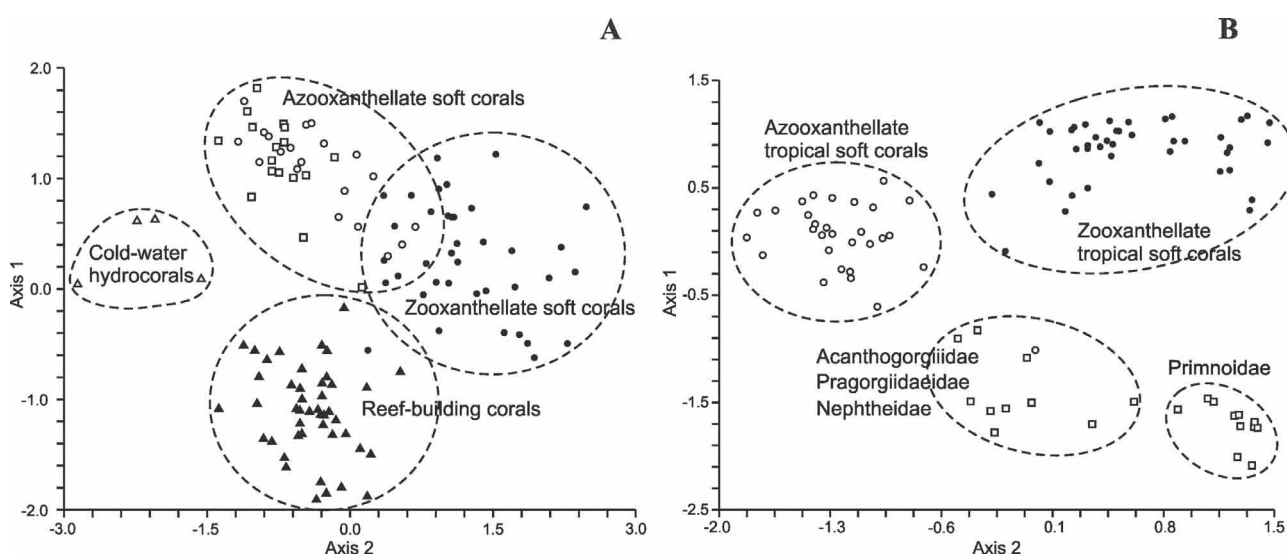 A
2.0
1.0
0.0
-1.0
-2.0
Axis 1
-3.0
-1.5
0.0
1.5
3.0
Axis 2
Azooxanthellate soft corals
Cold-water
hydrocorals
Zooxanthellate soft corals
Reef-building corals
B
1.5
0.5
-0.5
-1.5
-2.5
Axis 1
-2.0
-1.3
-0.6
0.1
0.8
1.5
Axis 2
Azooxanthellate
tropical soft corals
Zooxanthellate
tropical soft corals
Acanthogorgiidae
Pragorgiidaeidae
Nephtheidae
Primnoidae